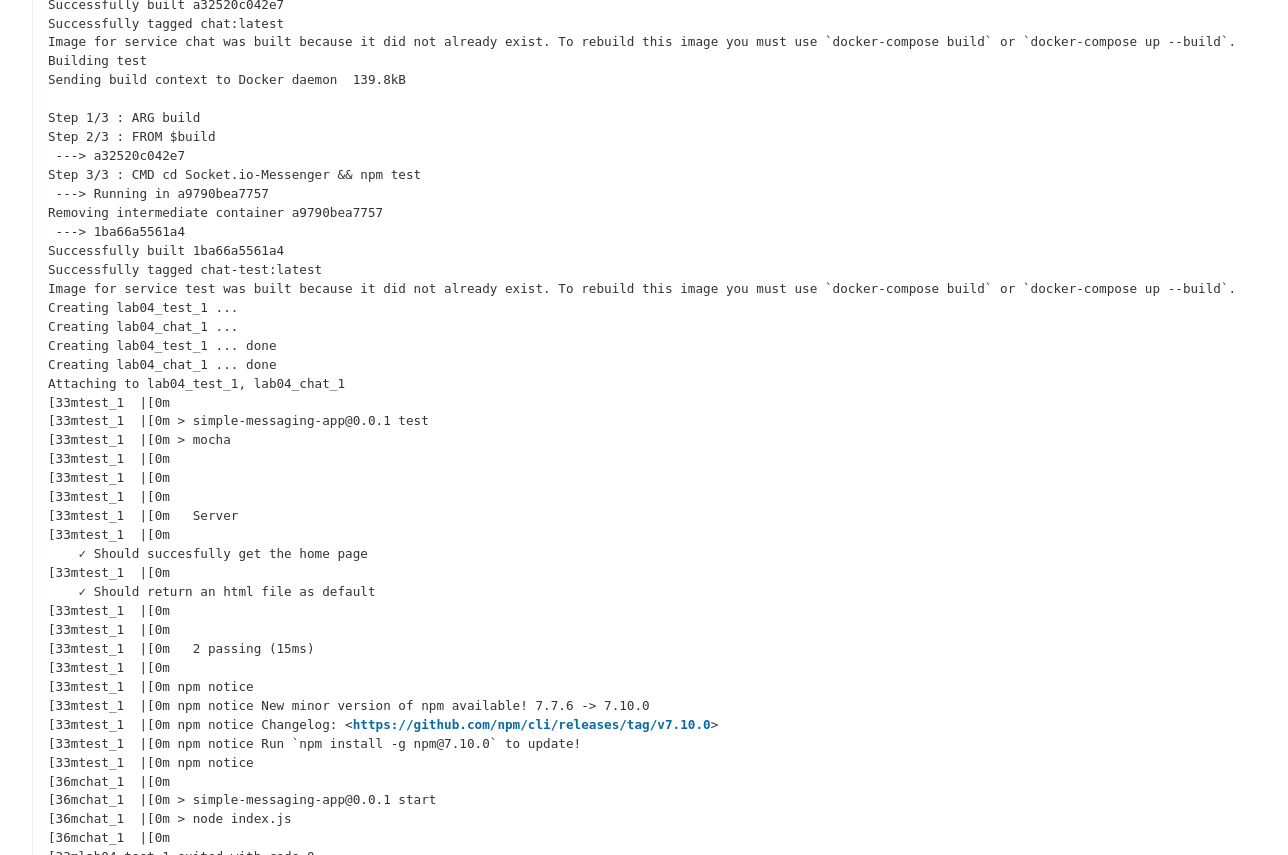 Successfully built a32520c042e7
Successfully tagged chat:latest
Image for service chat was built because it did not already exist. To rebuild this image you must use `docker-compose build` or `docker-compose up --build`.
Building test
Sending build context to Docker daemon  139.8kB
Step 1/3 : ARG build
Step 2/3 : FROM $build
 ---> a32520c042e7
Step 3/3 : CMD cd Socket.io-Messenger && npm test
 ---> Running in a9790bea7757
Removing intermediate container a9790bea7757
 ---> 1ba66a5561a4
Successfully built 1ba66a5561a4
Successfully tagged chat-test:latest
Image for service test was built because it did not already exist. To rebuild this image you must use `docker-compose build` or `docker-compose up --build`.
Creating lab04_test_1 ...
Creating lab04_chat_1 ...
Creating lab04_test_1 ... done
Creating lab04_chat_1 ... done
Attaching to lab04_test_1, lab04_chat_1
[33mtest_1  |[0m
[33mtest_1  |[0m > simple-messaging-app@0.0.1 test
[33mtest_1  |[0m > mocha
[33mtest_1  |[0m
[33mtest_1  |[0m
[33mtest_1  |[0m
[33mtest_1  |[0m   Server
[33mtest_1  |[0m
    ✓ Should succesfully get the home page
[33mtest_1  |[0m
    ✓ Should return an html file as default
[33mtest_1  |[0m
[33mtest_1  |[0m
[33mtest_1  |[0m   2 passing (15ms)
[33mtest_1  |[0m
[33mtest_1  |[0m npm notice
[33mtest_1  |[0m npm notice New minor version of npm available! 7.7.6 -> 7.10.0
[33mtest_1  |[0m npm notice Changelog: <https://github.com/npm/cli/releases/tag/v7.10.0>
[33mtest_1  |[0m npm notice Run `npm install -g npm@7.10.0` to update!
[33mtest_1  |[0m npm notice
[36mchat_1  |[0m
[36mchat_1  |[0m > simple-messaging-app@0.0.1 start
[36mchat_1  |[0m > node index.js
[36mchat_1  |[0m
[33mlab04_test_1 exited with code 0